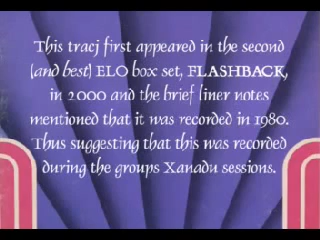 This tracj first appeared in the second
(and best) ELO box set, FLASHBACK,
in 2000 and the brief liner notes
mentioned that it was recorded in 1980.
Thus suggesting that this was recorded
during the groups Xanadu sessions.